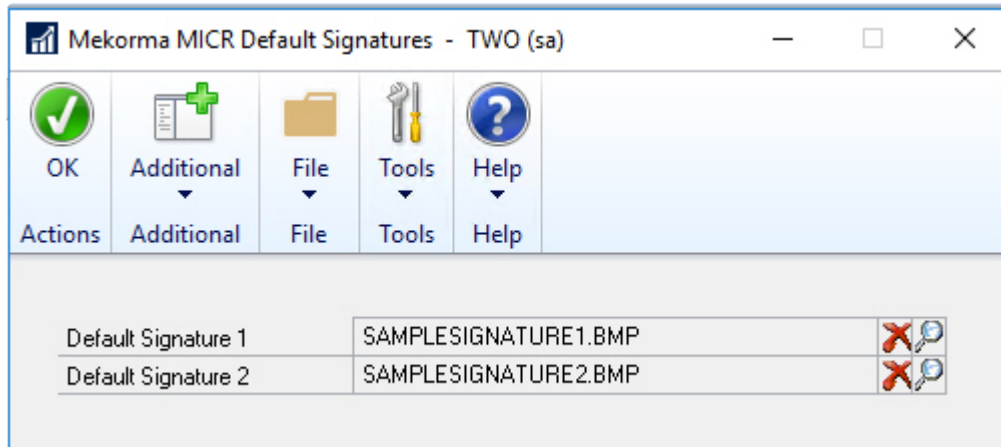 Mekorma MICR Default Signatures - TWO (sa)
OK Additional File Tools Help
Actions Additional File Tools Help
Default Signature 1 SAMPLESIGNATURE1.BMP
Default Signature 2 SAMPLESIGNATURE2.BMP